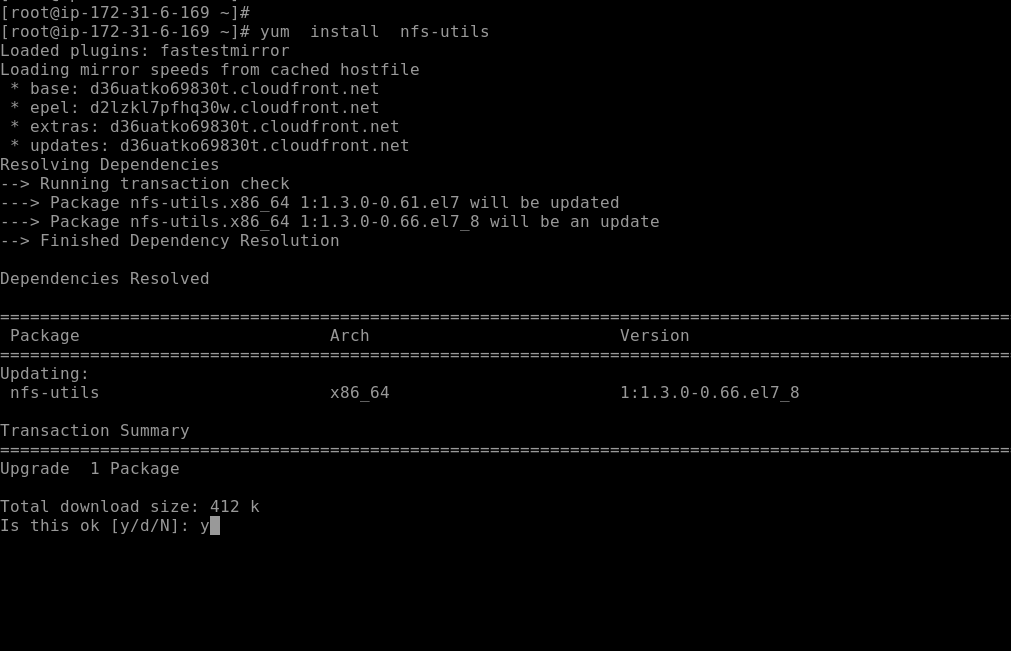 [root@ip-172-31-6-169 ~]#
[root@ip-172-31-6-169 ~]# yum  install  nfs-utils
Loaded plugins: fastestmirror
Loading mirror speeds from cached hostfile
 * base: d36uatko69830t.cloudfront.net
 * epel: d2lzkl7pfhq30w.cloudfront.net
 * extras: d36uatko69830t.cloudfront.net
 * updates: d36uatko69830t.cloudfront.net
Resolving Dependencies
--> Running transaction check
---> Package nfs-utils.x86_64 1:1.3.0-0.61.el7 will be updated
---> Package nfs-utils.x86_64 1:1.3.0-0.66.el7_8 will be an update
--> Finished Dependency Resolution

Dependencies Resolved

=====================================================================================================
 Package                         Arch                         Version
=====================================================================================================
Updating:
 nfs-utils                       x86_64                       1:1.3.0-0.66.el7_8

Transaction Summary
=====================================================================================================
Upgrade  1 Package

Total download size: 412 k
Is this ok [y/d/N]: y